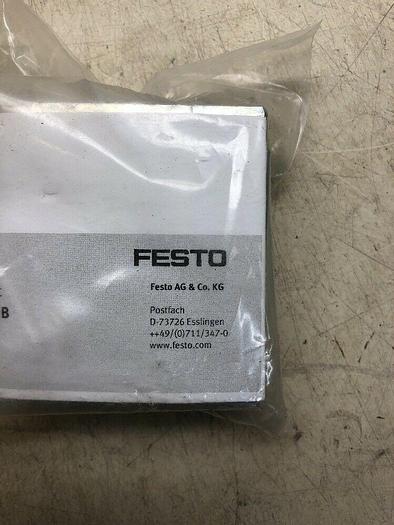 FESTO
Festo AG & Co. KG
B
Postfach
D-73726 Esslingen
++49/(0)711/347-0
www.festo.com